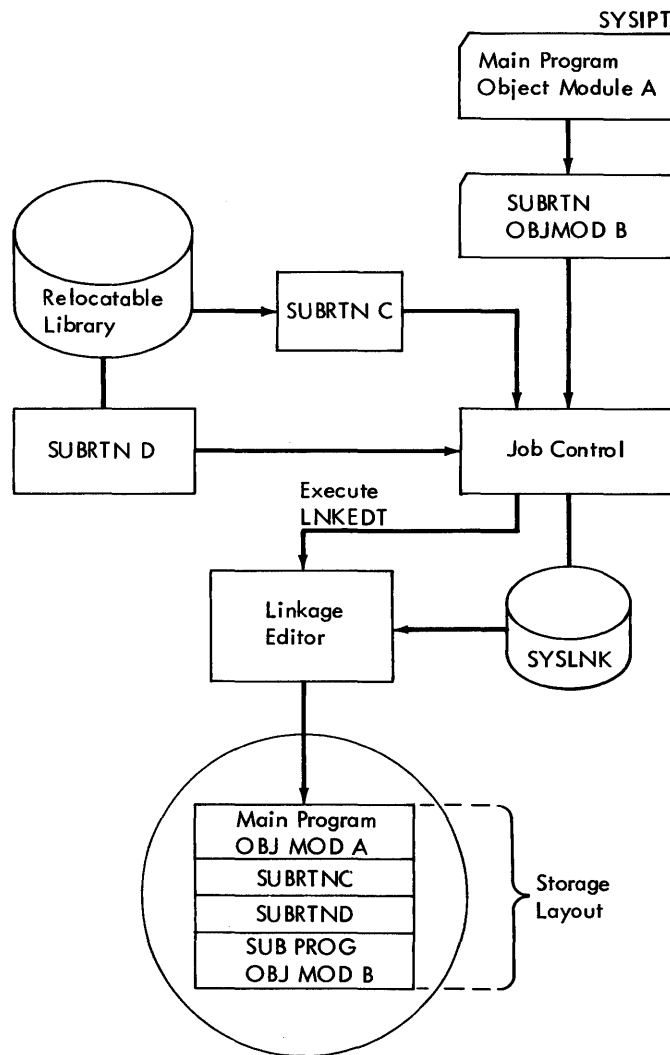 SYSIPT
Main Program
Object Module A
SUBRTN
OBJMOD B
Relocatable
Library
SUBRTN C
SUBRTN D
Job Control
Execute
LNKEDT
Linkage
Editor
SYSLNK
Main Program
OBJ MOD A
SUBRTNC
SUBRTND
SUB PROG
OBJ MOD B
Storage
Layout